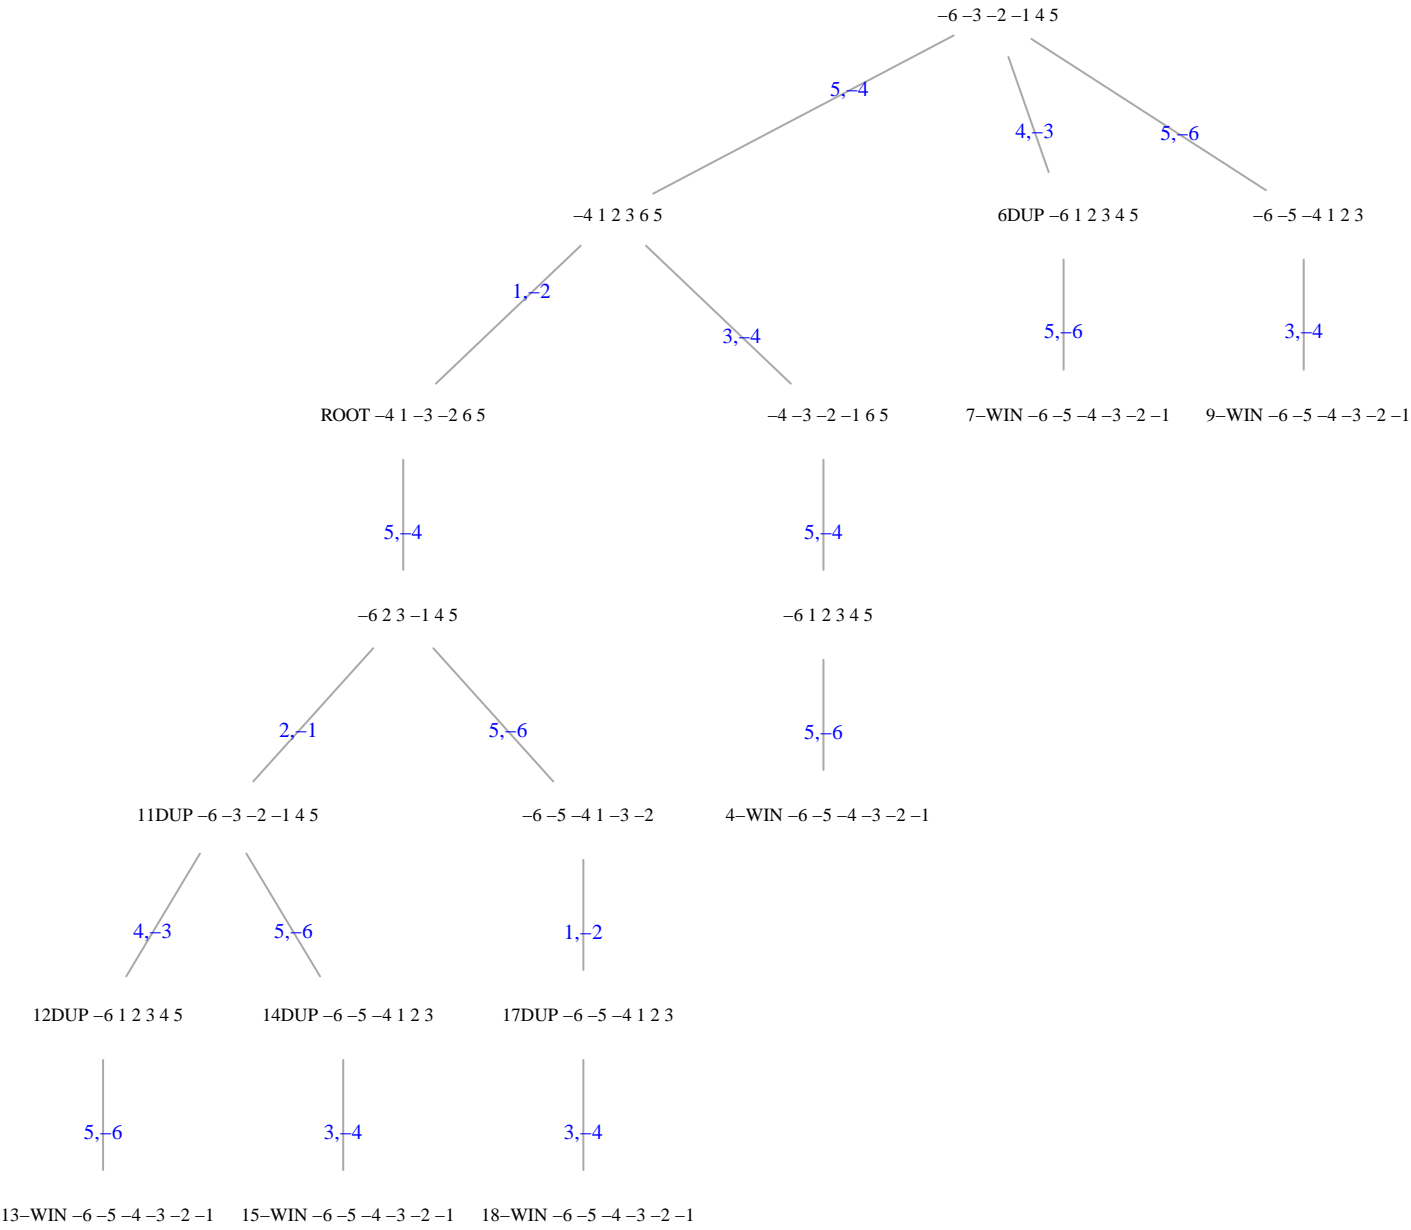 –6 –3 –2 –1 4 5
5,–4
4,–3
5,–6
–4 1 2 3 6 5
6DUP –6 1 2 3 4 5
–6 –5 –4 1 2 3
1,–2
3,–4
5,–6
3,–4
ROOT –4 1 –3 –2 6 5
–4 –3 –2 –1 6 5
7–WIN –6 –5 –4 –3 –2 –1
9–WIN –6 –5 –4 –3 –2 –1
5,–4
5,–4
–6 2 3 –1 4 5
–6 1 2 3 4 5
2,–1
5,–6
5,–6
11DUP –6 –3 –2 –1 4 5
–6 –5 –4 1 –3 –2
4–WIN –6 –5 –4 –3 –2 –1
4,–3
5,–6
1,–2
12DUP –6 1 2 3 4 5
14DUP –6 –5 –4 1 2 3
17DUP –6 –5 –4 1 2 3
5,–6
3,–4
3,–4
13–WIN –6 –5 –4 –3 –2 –1
15–WIN –6 –5 –4 –3 –2 –1
18–WIN –6 –5 –4 –3 –2 –1